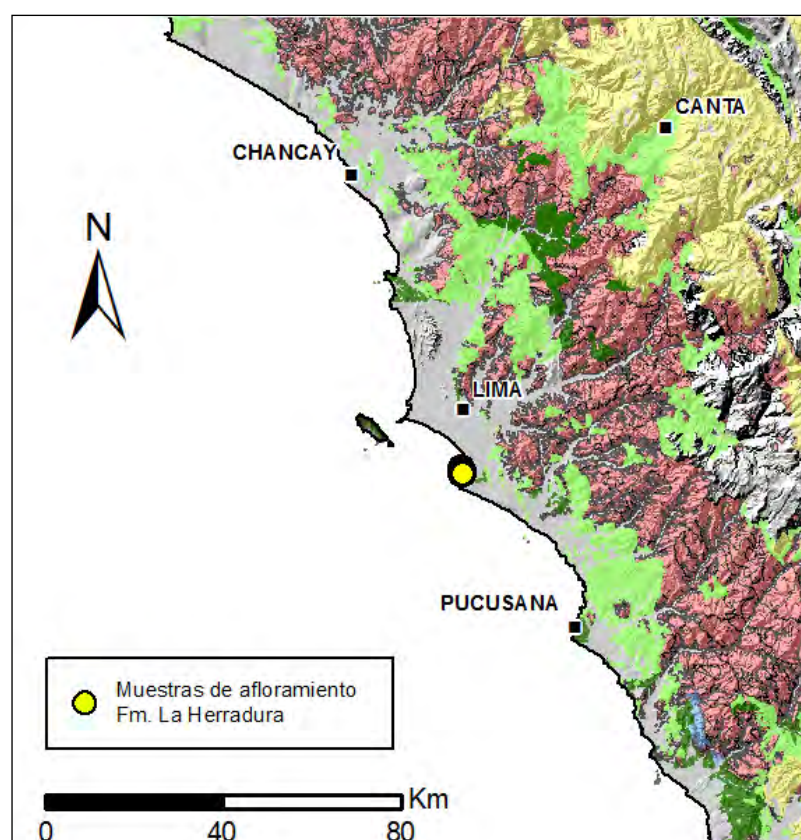 CANTA
CHANCAY
N
LIMA
PUCUSANA
Muestras de afloramiento
Fm. La Herradura
Km
0 40 80